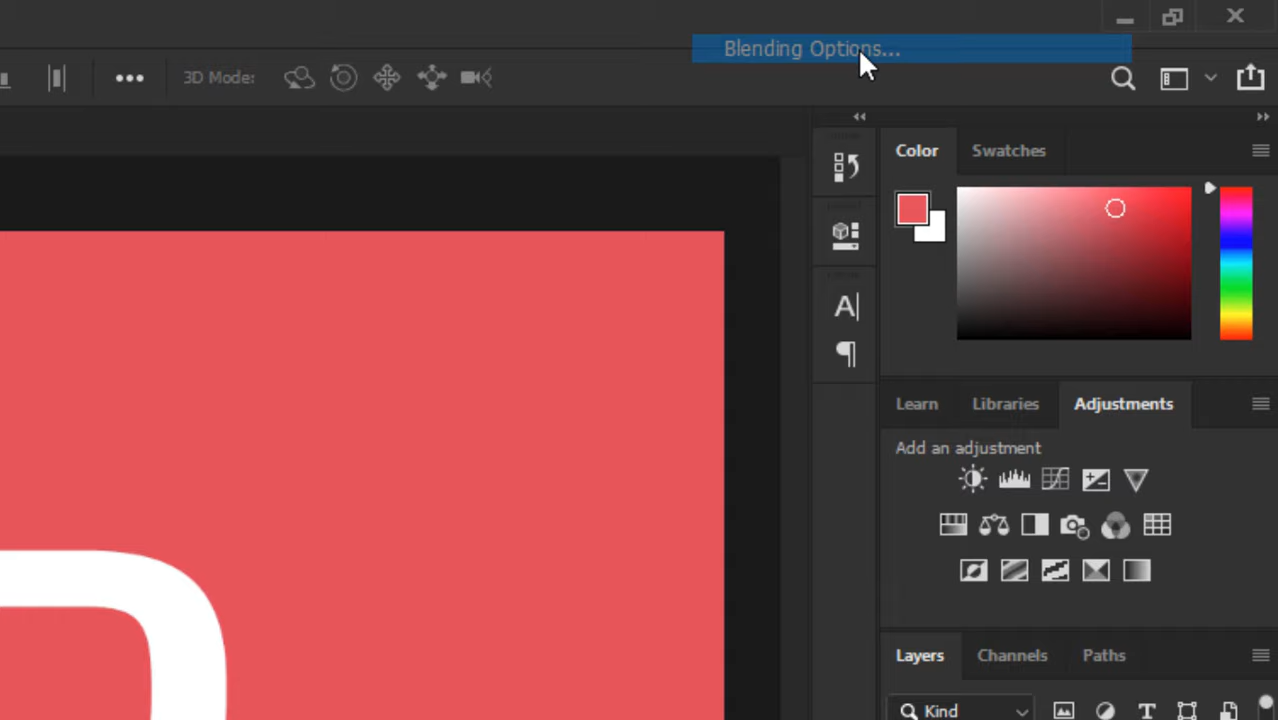 Blending Options...
3D Mode:
Color
Swatches
Learn
Libraries
Adjustments
Add an adjustment
Layers
Channels
Paths
Kind